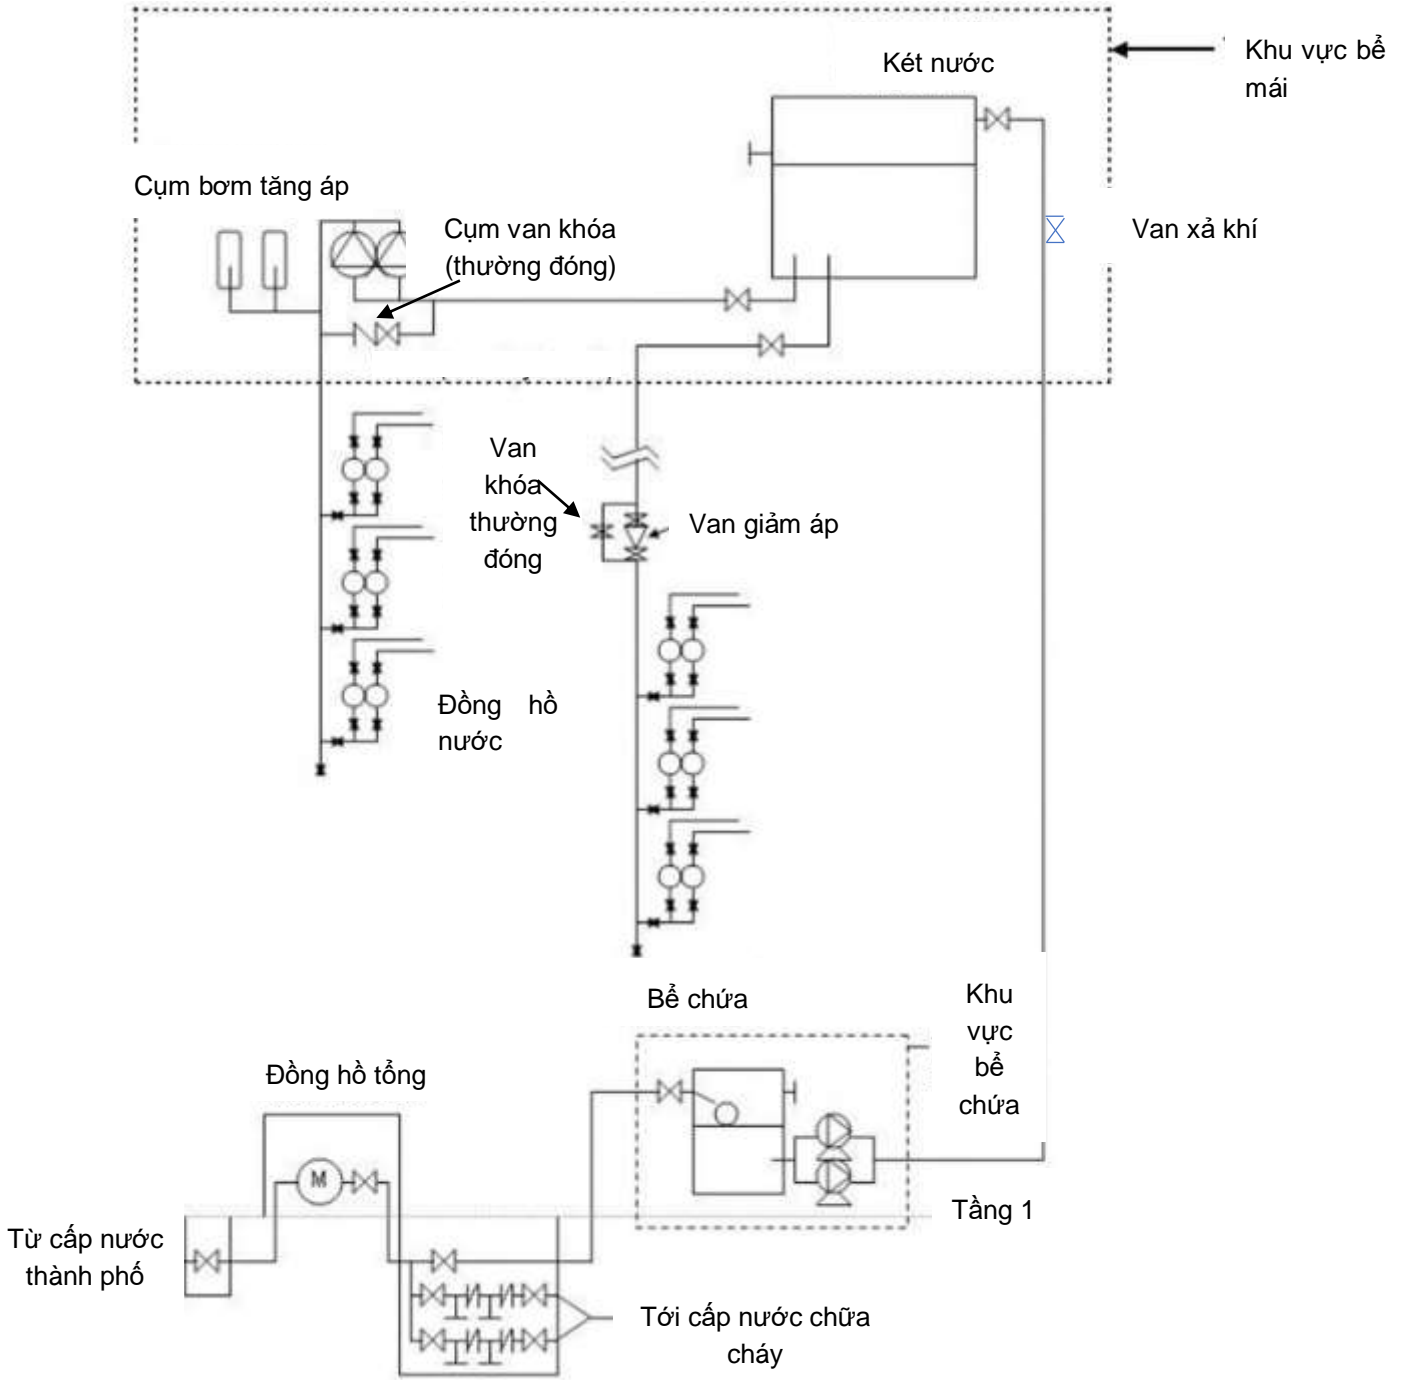 Khu vực bể
mái
Két nước
Cụm bơm tăng áp
Cụm van khóa
(thường đóng)
Van xả khí
Van
khóa
thường
đóng
Van giảm áp
Đồng hồ
nước
Bể chứa
Khu
vực
bể
chứa
Đồng hồ tổng
M
Tầng 1
Từ cấp nước
thành phố
Tới cấp nước chữa
cháy